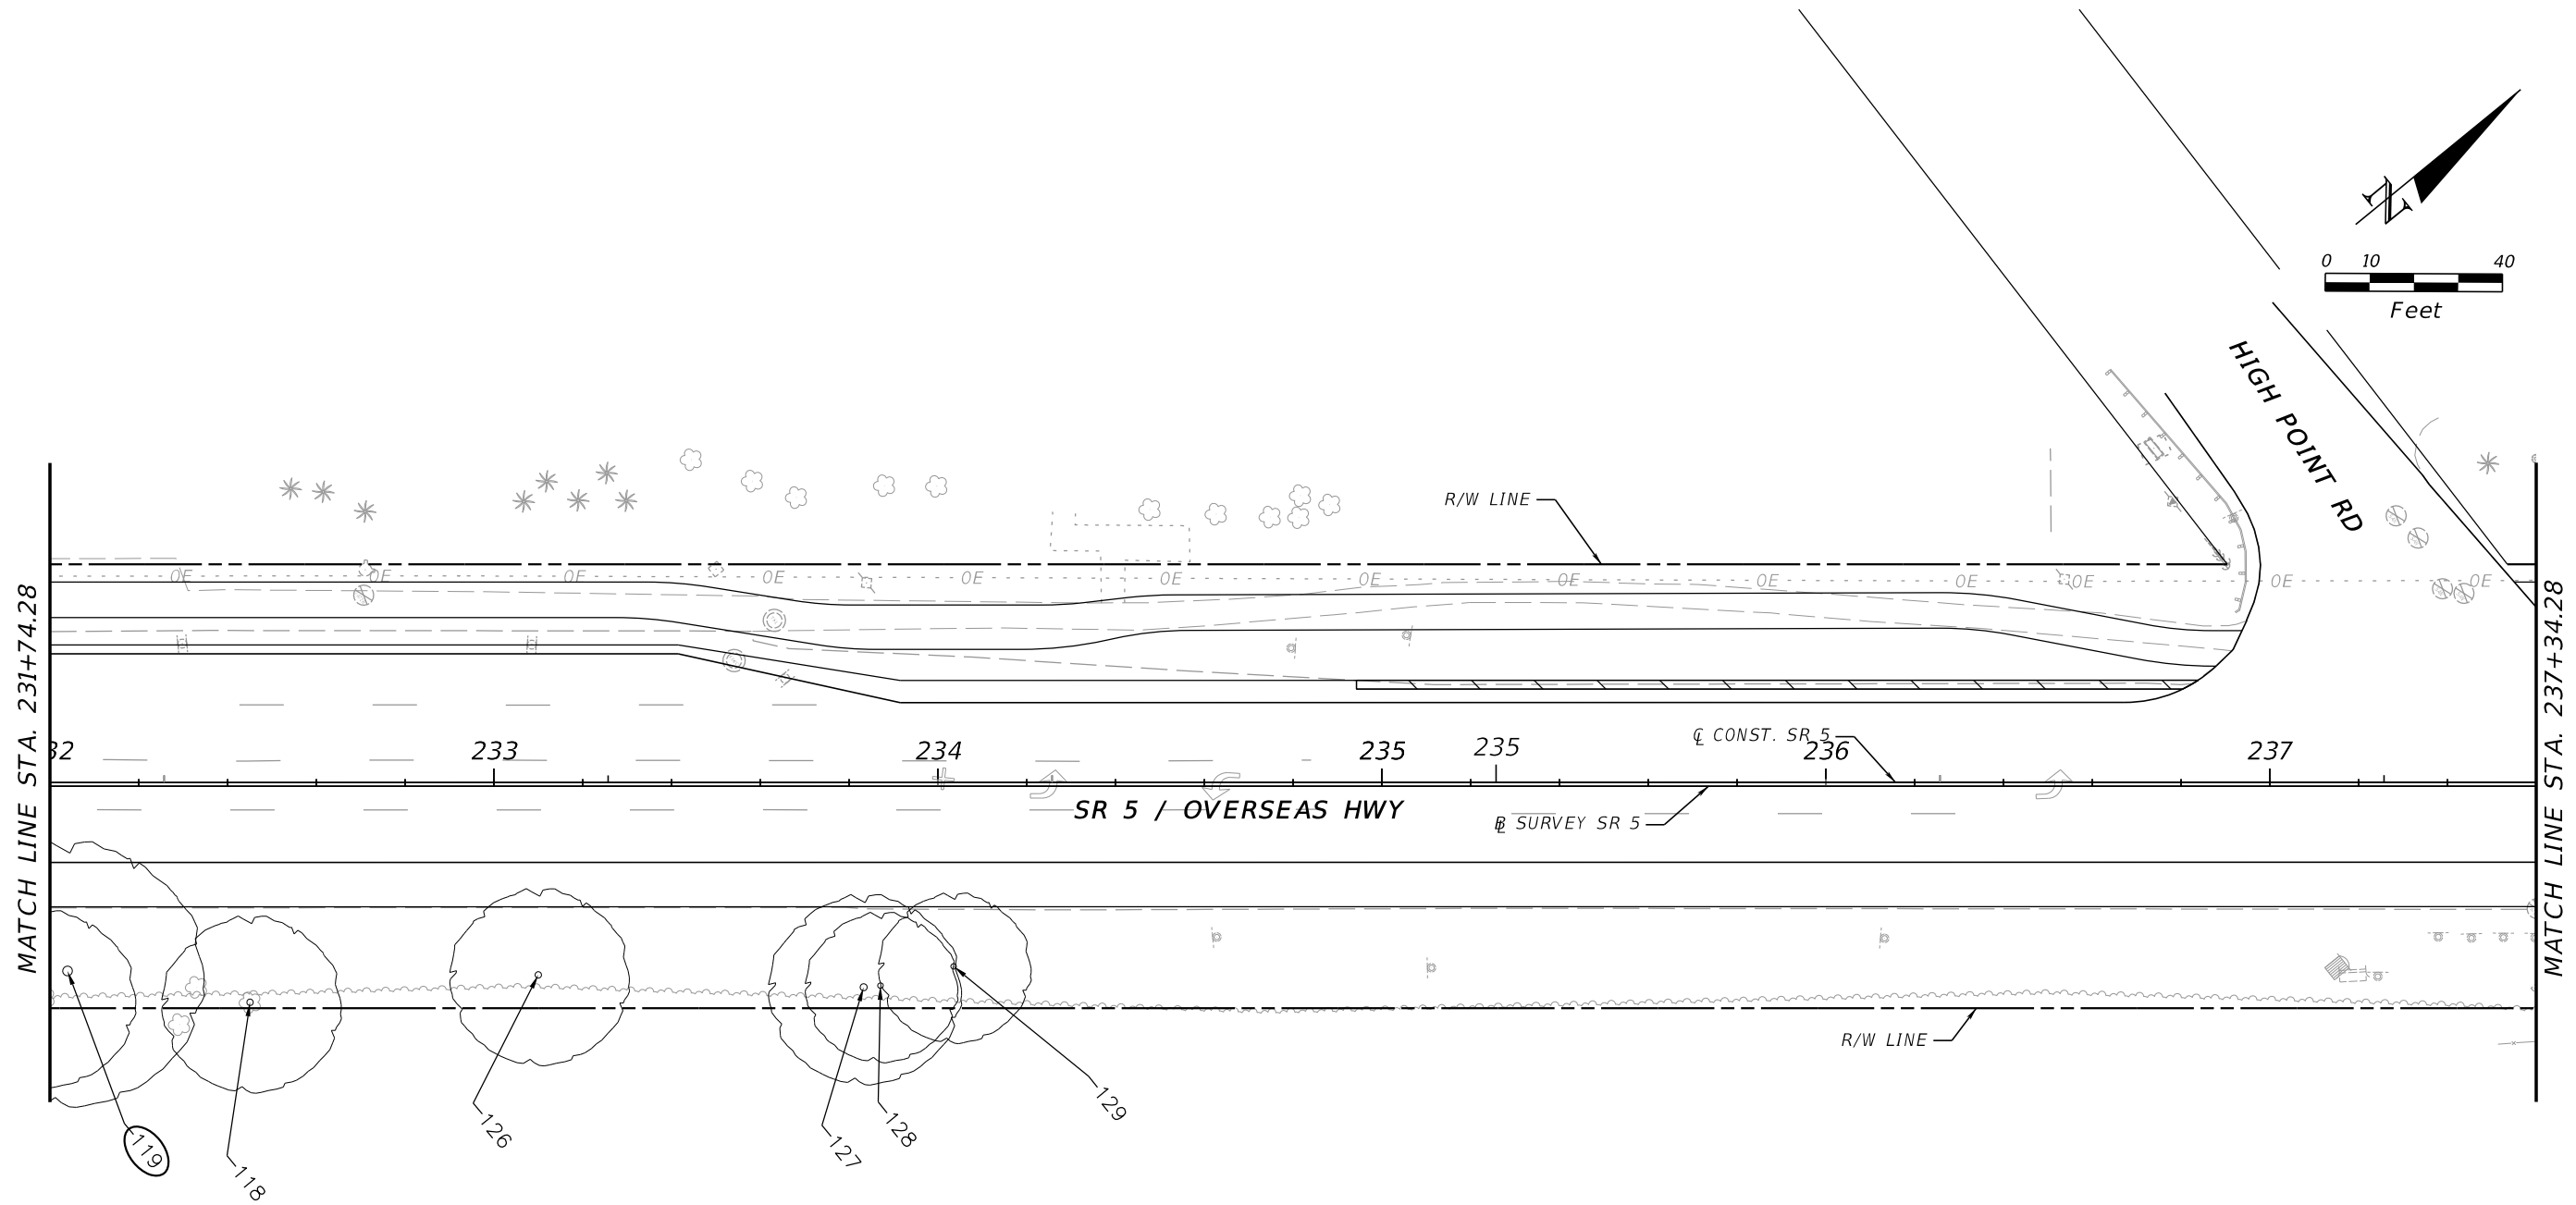 N
0 10 40
Feet
HIGH POINT RD
R/W LINE
OE OE OE OE OE OE OE OE OE OE OE OE OE
MATCH LINE STA. 231+74.28
MATCH LINE STA. 237+34.28
32 233 234 235 235 236 237
℄ CONST. SR 5
SR 5 / OVERSEAS HWY
B SURVEY SR 5
R/W LINE
119
118
126
127
128
129